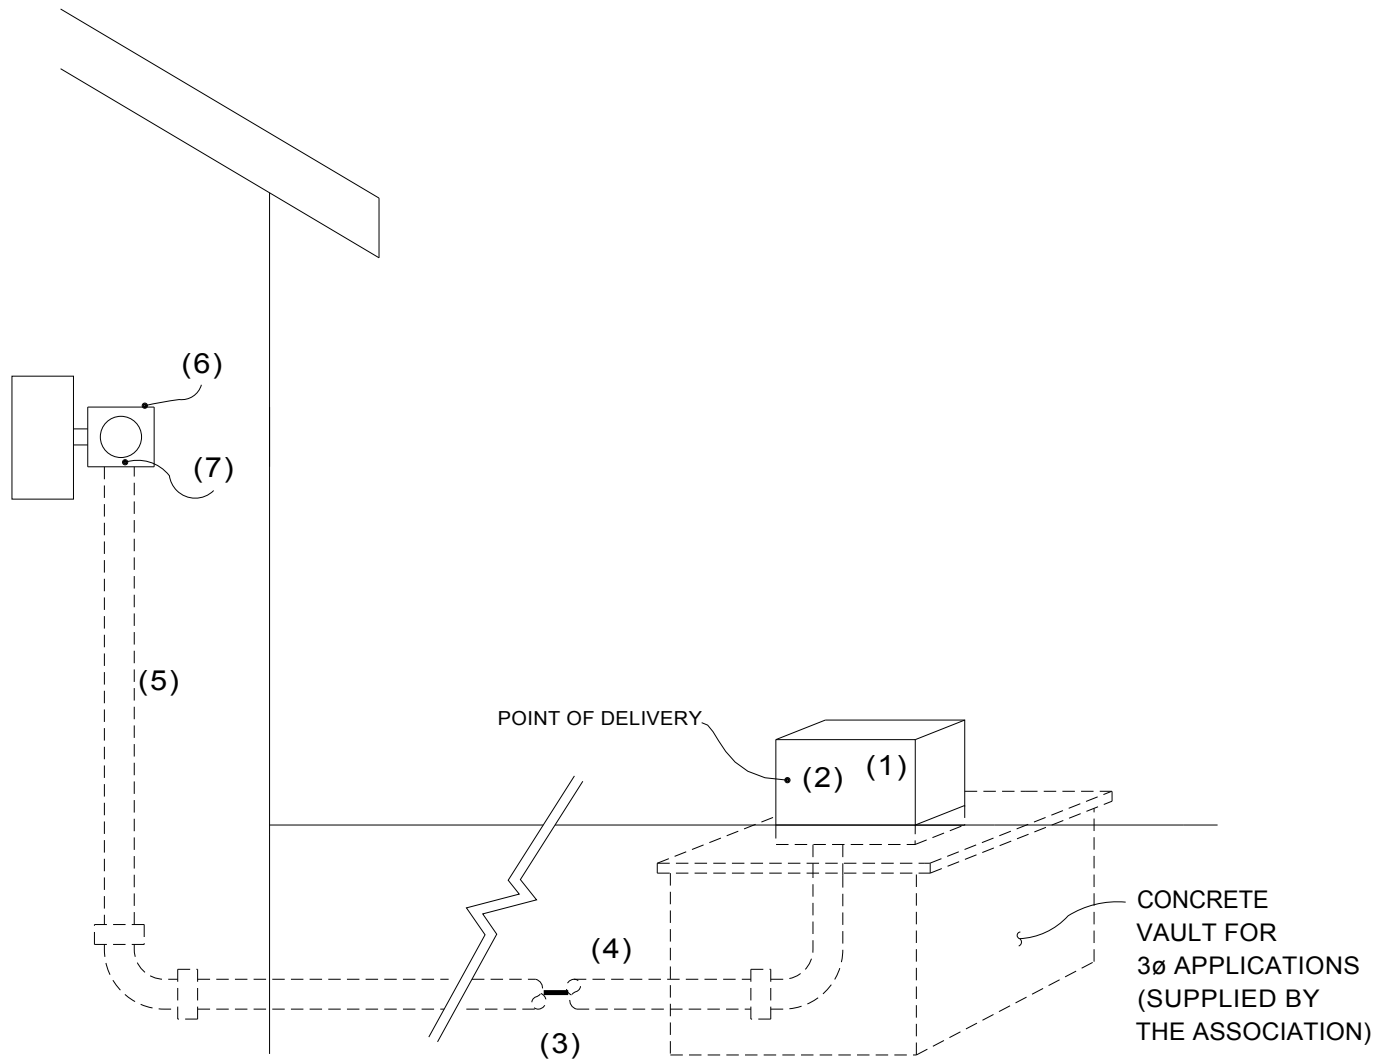 (6)
(7)
(5)
POINT OF DELIVERY
(2) (1)
(4)
(3)
CONCRETE
VAULT FOR
3ø APPLICATIONS
(SUPPLIED BY
THE ASSOCIATION)